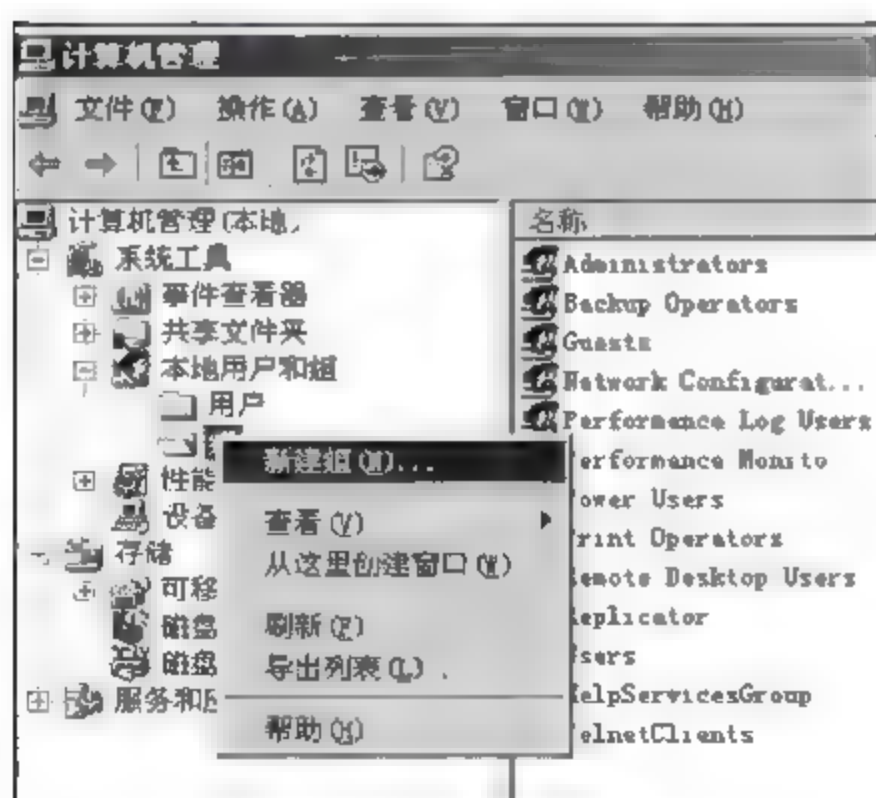 计算机管理
文件(F) 操作(A) 查看(V) 窗口(W) 帮助(H)
计算机管理(本地)
系统工具
事件查看器
共享文件夹
本地用户和组
用户
性能
设备
存储
可移
磁盘
磁盘
服务和
新建组(N)...
查看(V)
从这里创建窗口(W)
刷新(F)
导出列表(L)...
帮助(H)
名称
Administrators
Backup Operators
Guests
Network Configurat...
Performance Log Users
erformance Monito
ower Users
rint Operators
emote Desktop Users
eplicator
sers
elpServicesGroup
elnetClients